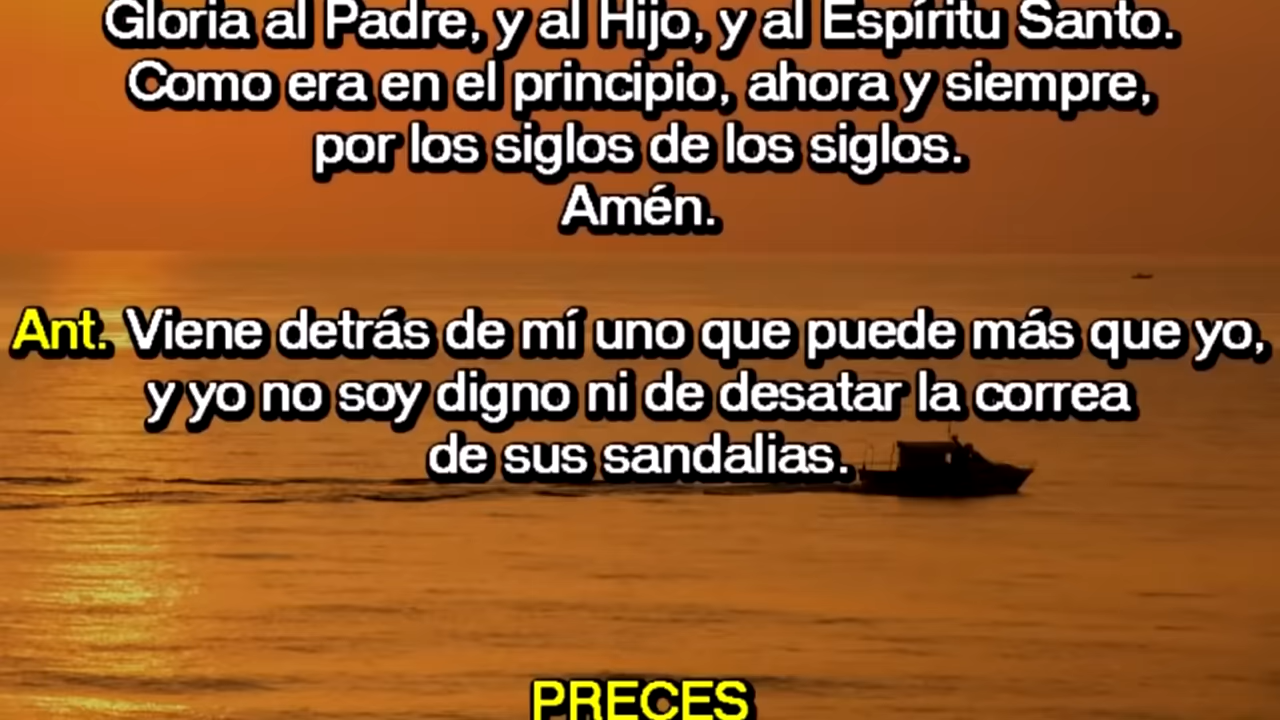 Gloria al Padre, y al Hijo, y al Espíritu Santo.
Como era en el principio, ahora y siempre,
por los siglos de los siglos.
Amén.
Ant. Viene detrás de mí uno que puede más que yo,
y yo no soy digno ni de desatar la correa
de sus sandalias.
PRECES